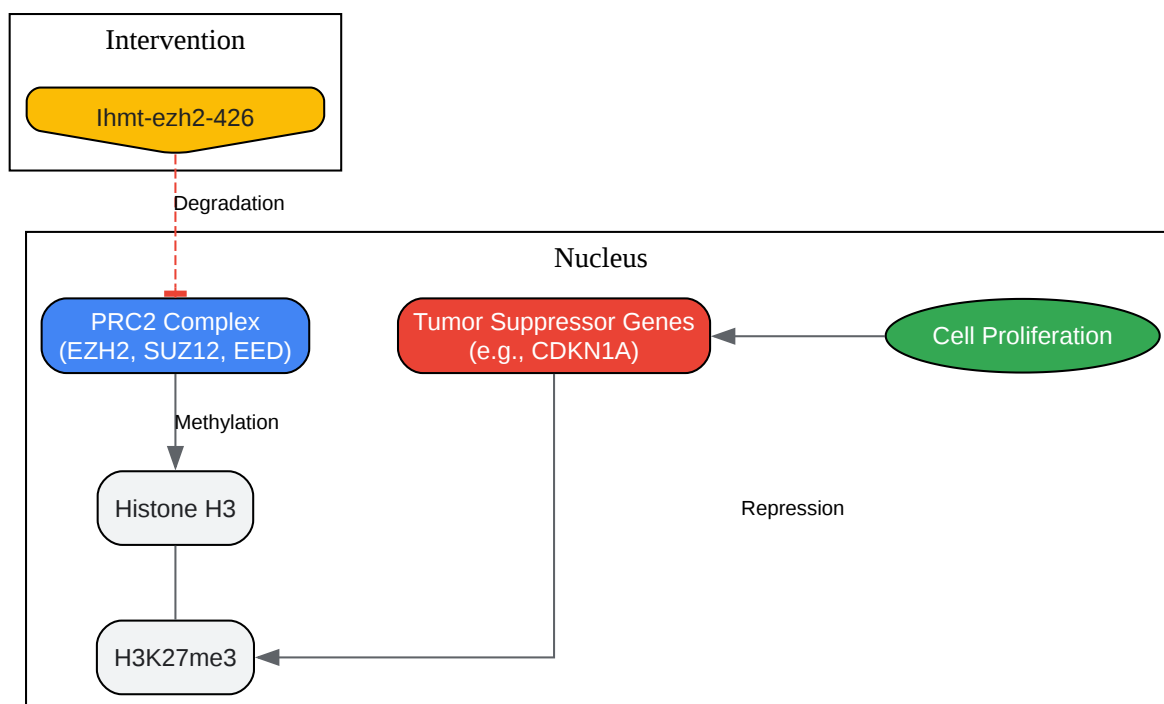 Intervention
Ihmt-ezh2-426
Degradation
Nucleus
PRC2 Complex
(EZH2, SUZ12, EED)
Tumor Suppressor Genes
(e.g., CDKN1A)
Cell Proliferation
Methylation
Histone H3
Repression
H3K27me3